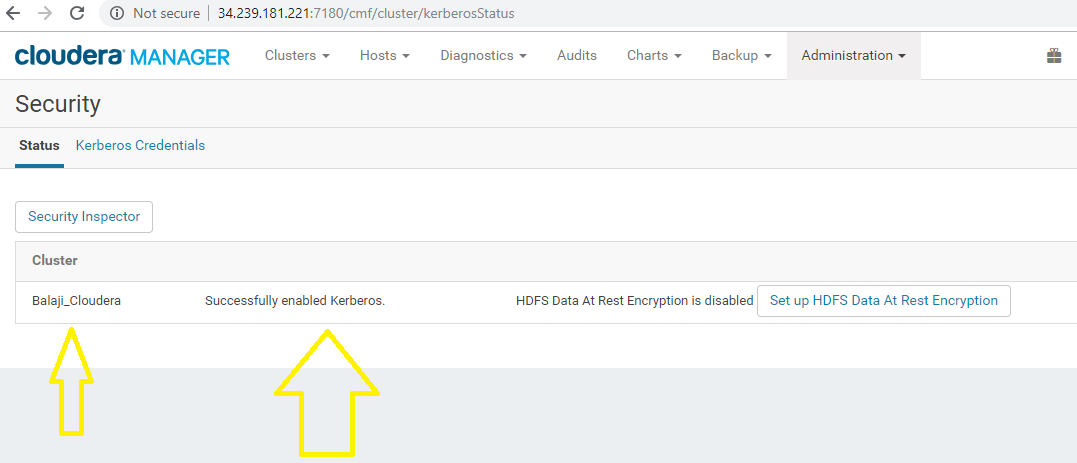 Not secure | 34.239.181.221:7180/cmf/cluster/kerberosStatus
cloudera MANAGER Clusters Hosts Diagnostics Audits Charts Backup Administration
Security
Status Kerberos Credentials
Security Inspector
Cluster
Balaji_Cloudera Successfully enabled Kerberos. HDFS Data At Rest Encryption is disabled Set up HDFS Data At Rest Encryption